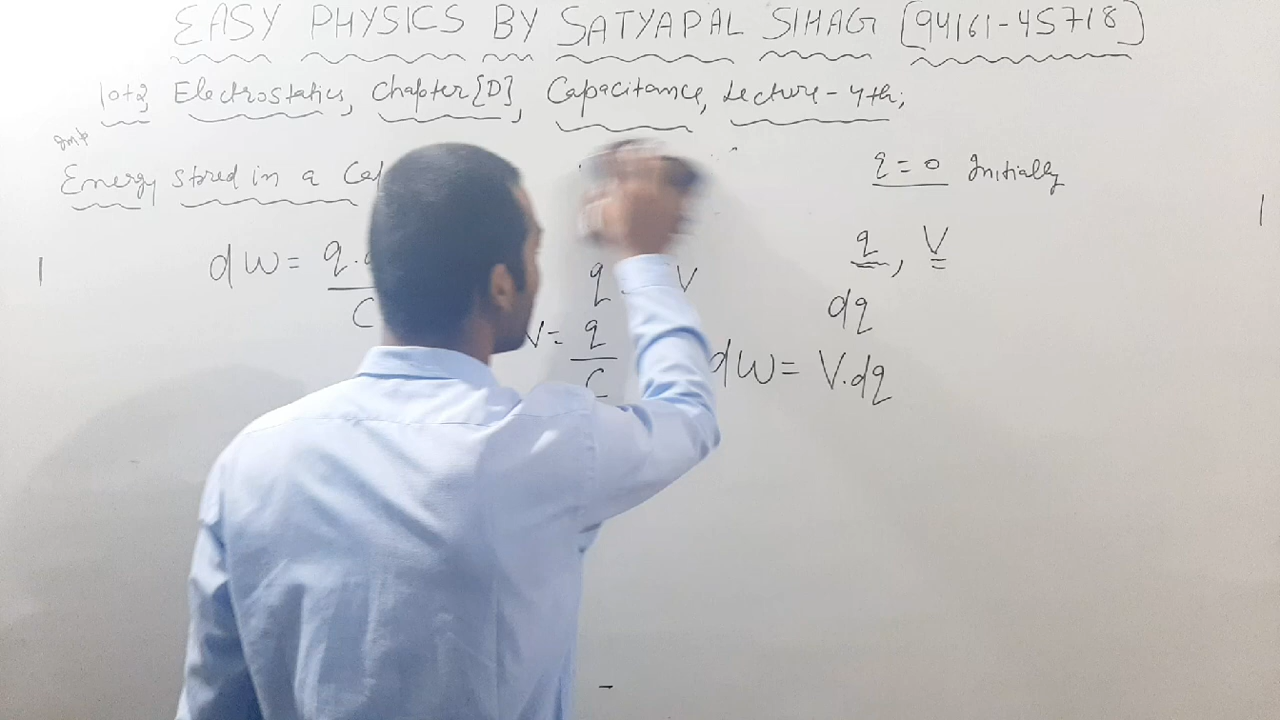 EASY PHYSICS BY SATYAPAL SIHAG [94161-45718]
10+2, Electrostatics, Chapter [D], Capacitance, Lecture-4th;
Imp
Energy stored in a
q = 0 Initially
dW = q.
C
q V
V = q
C
q, V
dq
dW = V.dq